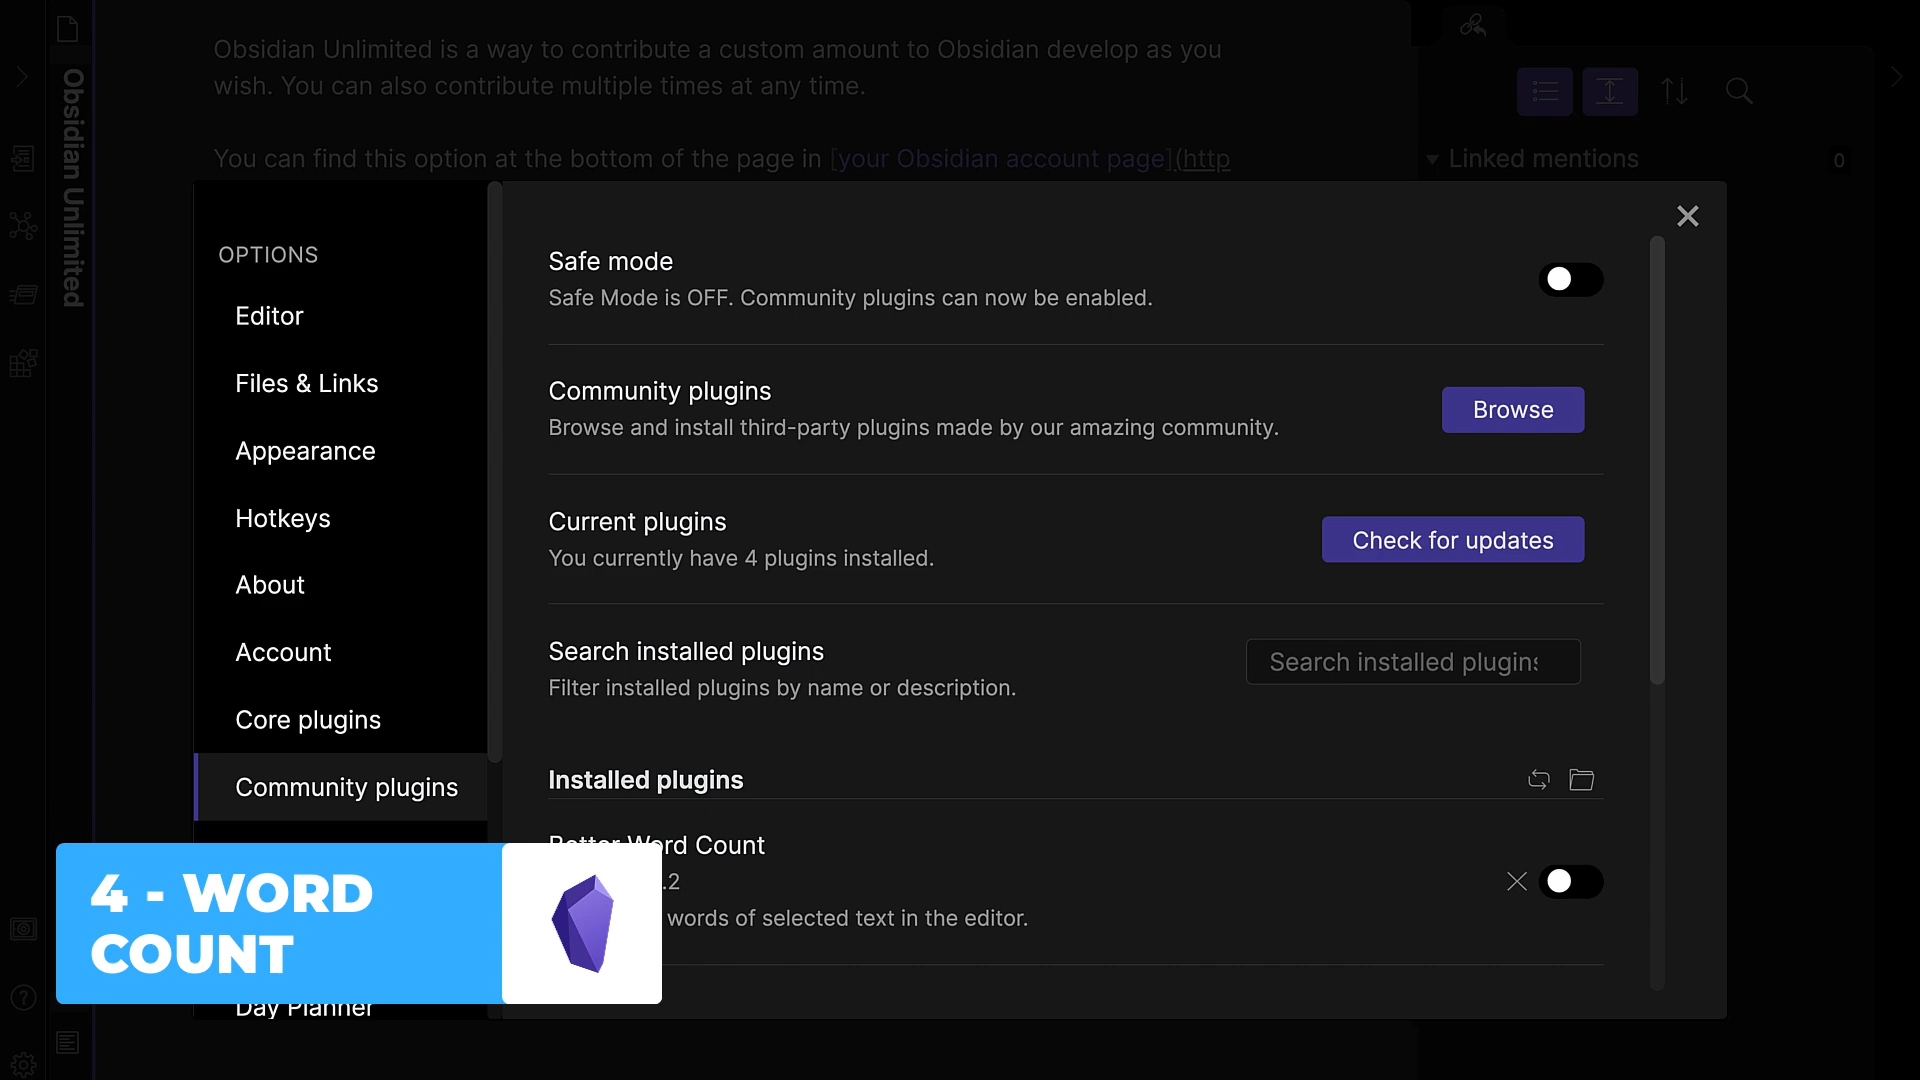 Obsidian Unlimited is a way to contribute a custom amount to Obsidian develop as you
wish. You can also contribute multiple times at any time.
You can find this option at the bottom of the page in [your Obsidian account page](http
Obsidian Unlimited
Linked mentions
0
OPTIONS
Editor
Files & Links
Appearance
Hotkeys
About
Account
Core plugins
Community plugins
Day Planner
Safe mode
Safe Mode is OFF. Community plugins can now be enabled.
Community plugins
Browse and install third-party plugins made by our amazing community.
Browse
Current plugins
You currently have 4 plugins installed.
Check for updates
Search installed plugins
Filter installed plugins by name or description.
Search installed plugins
Installed plugins
Better Word Count
.2
words of selected text in the editor.
4 - WORD
COUNT